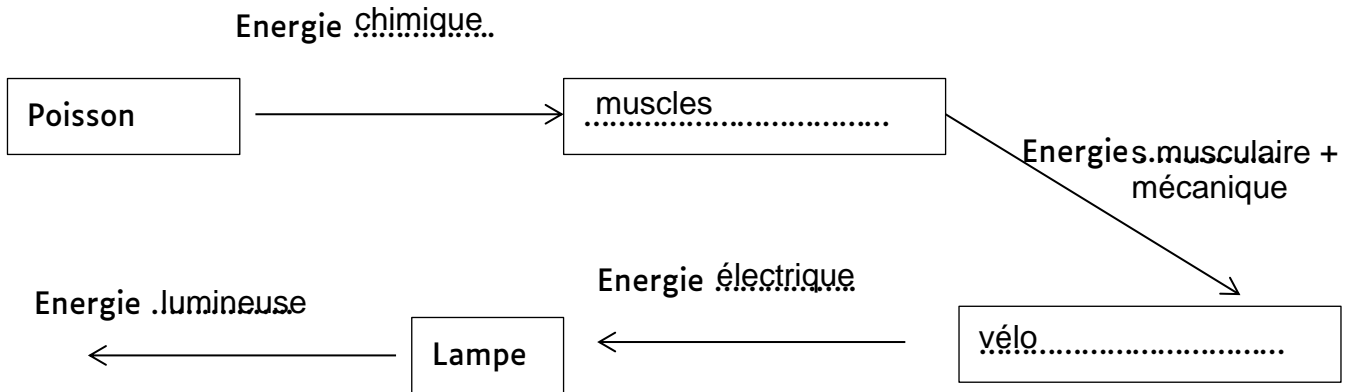 Energie chimique
Poisson
muscles
Energies musculaire +
mécanique
Energie électrique
Energie lumineuse
Lampe
vélo